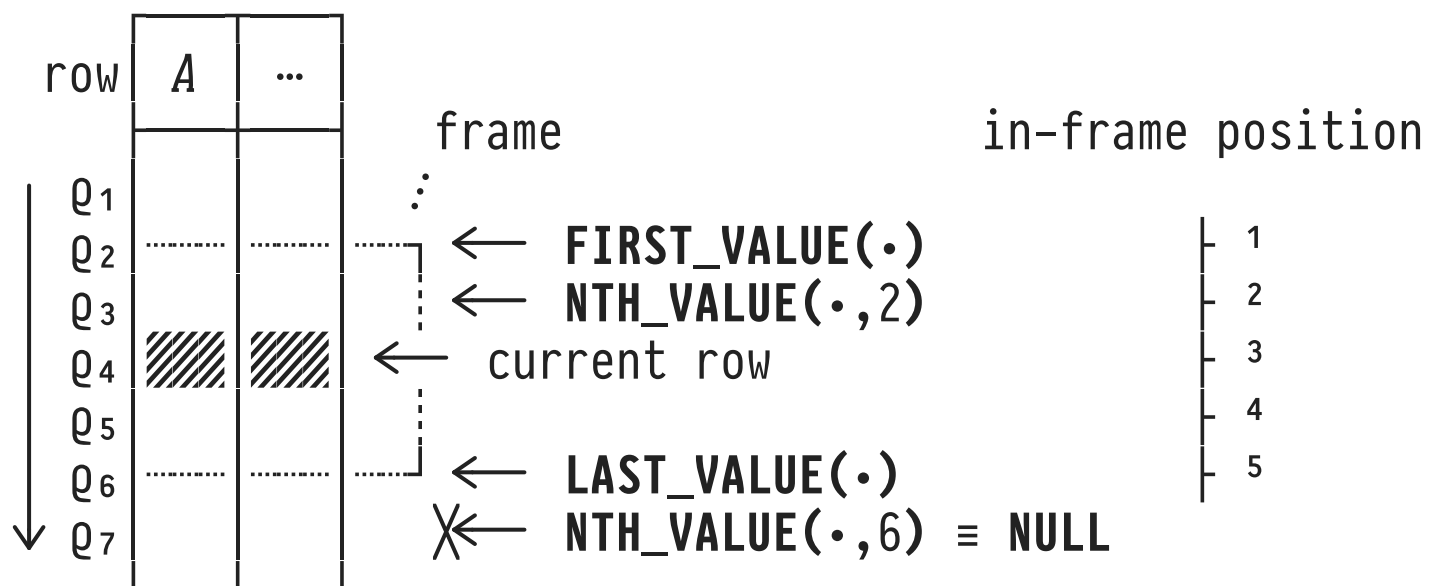 row A ⋯
frame in-frame position
ϱ1
ϱ2 FIRST_VALUE(·) 1
ϱ3 NTH_VALUE(·,2) 2
ϱ4 current row 3
ϱ5 4
ϱ6 LAST_VALUE(·) 5
ϱ7 NTH_VALUE(·,6) ≡ NULL